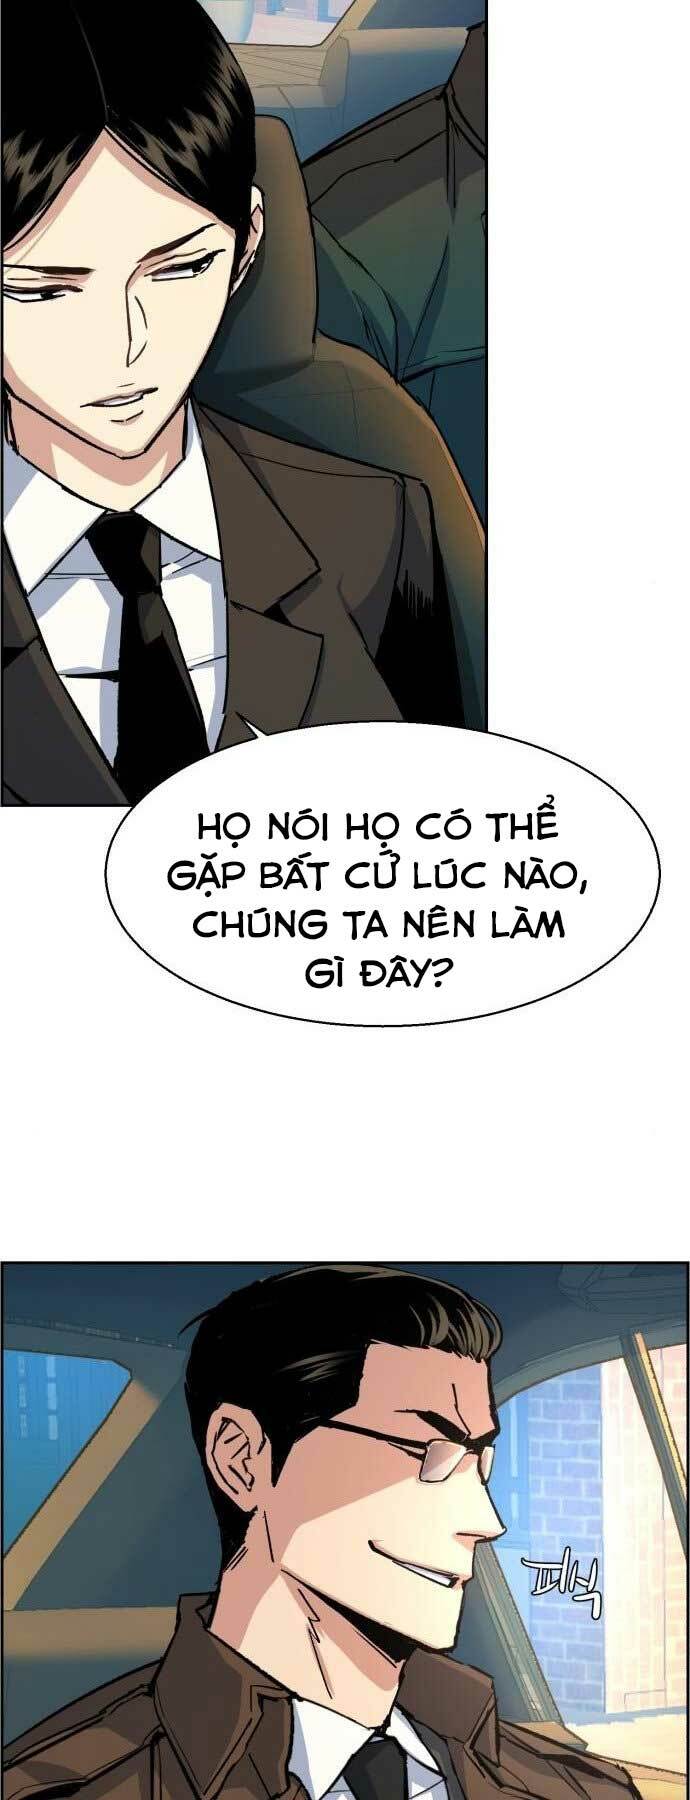 HỌ NÓI HỌ CÓ THỂ
GẶP BẤT CỨ LÚC NÀO,
CHÚNG TA NÊN LÀM
GÌ ĐÂY?
피식